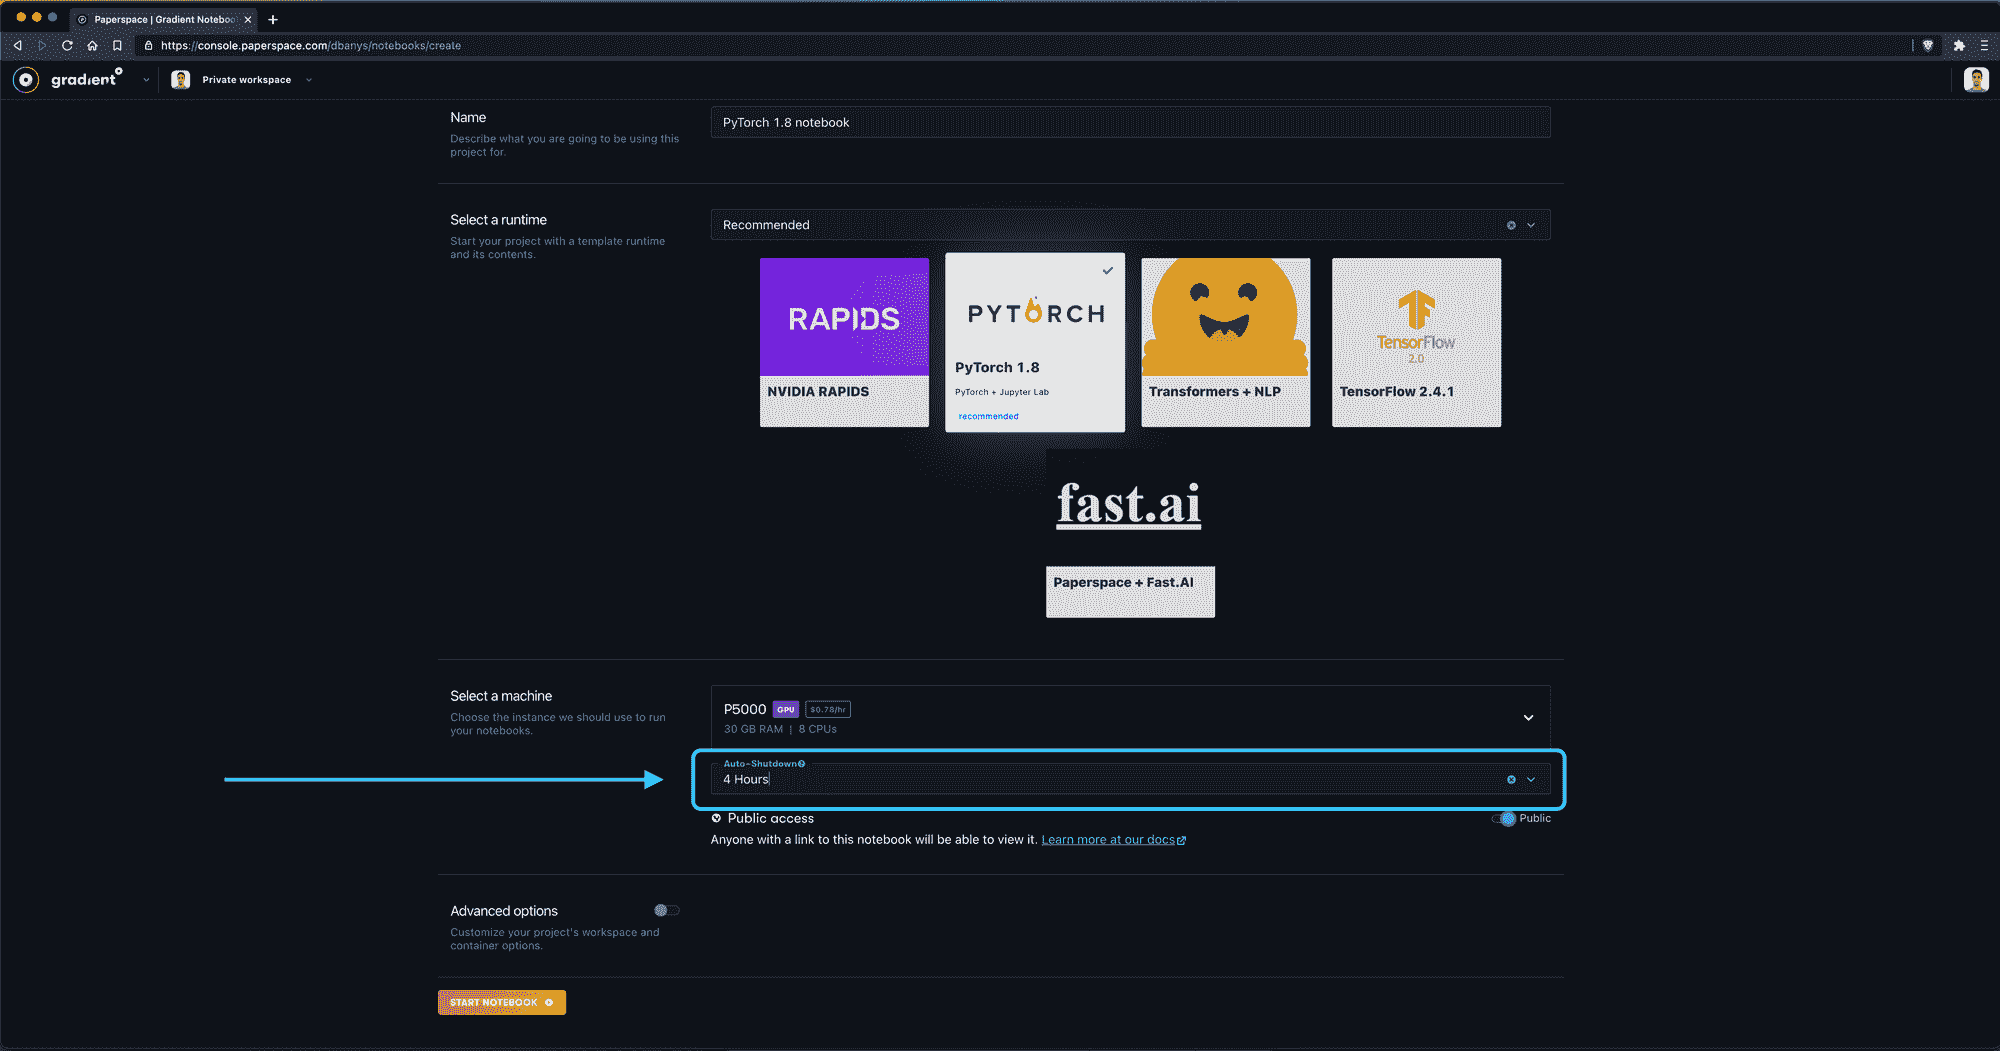 Paperspace | Gradient Noteboo
https://console.paperspace.com/dbanys/notebooks/create
gradient
Private workspace
Name
Describe what you are going to be using this
project for.
PyTorch 1.8 notebook
Select a runtime
Start your project with a template runtime
and its contents.
Recommended
RAPIDS
NVIDIA RAPIDS
PYTORCH
PyTorch 1.8
PyTorch + Jupyter Lab
recommended
Transformers + NLP
TensorFlow
2.0
TensorFlow 2.4.1
fast.ai
Paperspace + Fast.AI
Select a machine
Choose the instance we should use to run
your notebooks.
P5000 GPU $0.78/hr
30 GB RAM | 8 CPUs
Auto-Shutdown
4 Hours
Public access
Public
Anyone with a link to this notebook will be able to view it. Learn more at our docs
Advanced options
Customize your project's workspace and
container options.
START NOTEBOOK